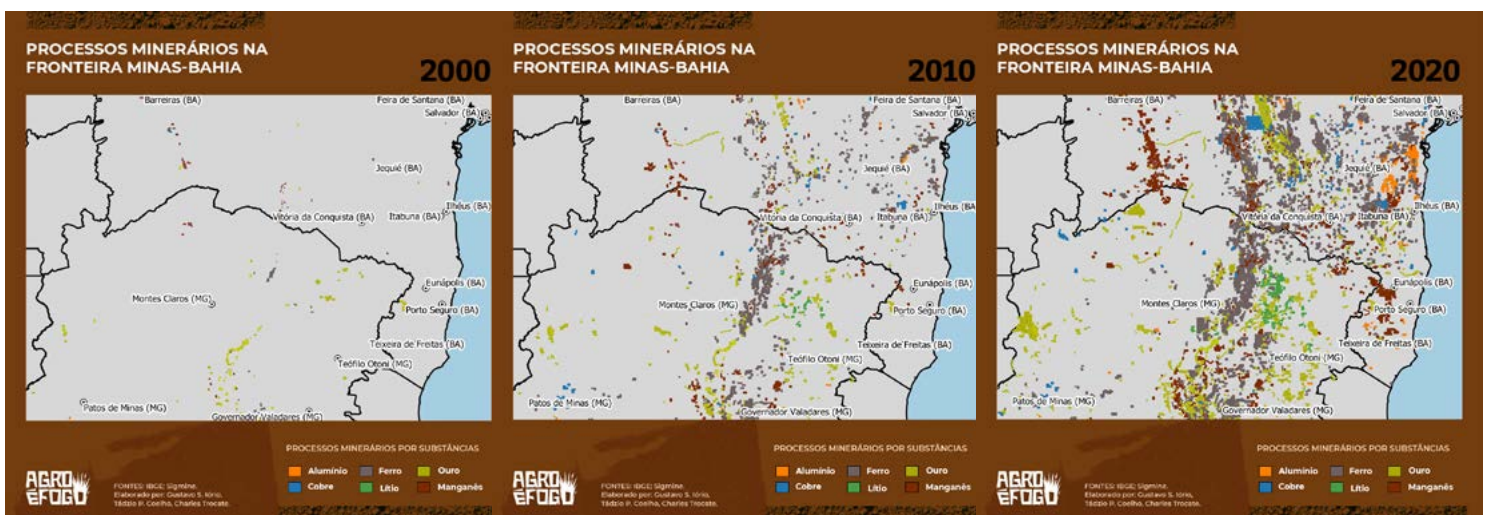 PROCESSOS MINERÁRIOS NA
FRONTEIRA MINAS-BAHIA
2000
Barreiras (BA)
Feira de Santana (BA)
Salvador (BA)
Jequié (BA)
Ilhéus (BA)
Vitória da Conquista (BA)
Itabuna (BA)
Eunápolis (BA)
Montes Claros (MG)
Porto Seguro (BA)
Teixeira de Freitas (BA)
Teófilo Otoni (MG)
Patos de Minas (MG)
Governador Valadares (MG)
PROCESSOS MINERÁRIOS POR SUBSTÂNCIAS
Alumínio
Ferro
Ouro
Cobre
Lítio
Manganês
AGRO
ÉFOGO
FONTES: IBGE; Sigmine.
Elaborado por: Gustavo S. Iório,
Tádzio P. Coelho, Charles Trocate.
PROCESSOS MINERÁRIOS NA
FRONTEIRA MINAS-BAHIA
2010
Barreiras (BA)
Feira de Santana (BA)
Salvador (BA)
Jequié (BA)
Ilhéus (BA)
Vitória da Conquista (BA)
Itabuna (BA)
Eunápolis (BA)
Montes Claros (MG)
Porto Seguro (BA)
Teixeira de Freitas (BA)
Teófilo Otoni (MG)
Patos de Minas (MG)
Governador Valadares (MG)
PROCESSOS MINERÁRIOS POR SUBSTÂNCIAS
Alumínio
Ferro
Ouro
Cobre
Lítio
Manganês
AGRO
ÉFOGO
FONTES: IBGE; Sigmine.
Elaborado por: Gustavo S. Iório,
Tádzio P. Coelho, Charles Trocate.
PROCESSOS MINERÁRIOS NA
FRONTEIRA MINAS-BAHIA
2020
Barreiras (BA)
Feira de Santana (BA)
Salvador (BA)
Jequié (BA)
Ilhéus (BA)
Vitória da Conquista (BA)
Itabuna (BA)
Eunápolis (BA)
Montes Claros (MG)
Porto Seguro (BA)
Teixeira de Freitas (BA)
Teófilo Otoni (MG)
Patos de Minas (MG)
Governador Valadares (MG)
PROCESSOS MINERÁRIOS POR SUBSTÂNCIAS
Alumínio
Ferro
Ouro
Cobre
Lítio
Manganês
AGRO
ÉFOGO
FONTES: IBGE; Sigmine.
Elaborado por: Gustavo S. Iório,
Tádzio P. Coelho, Charles Trocate.